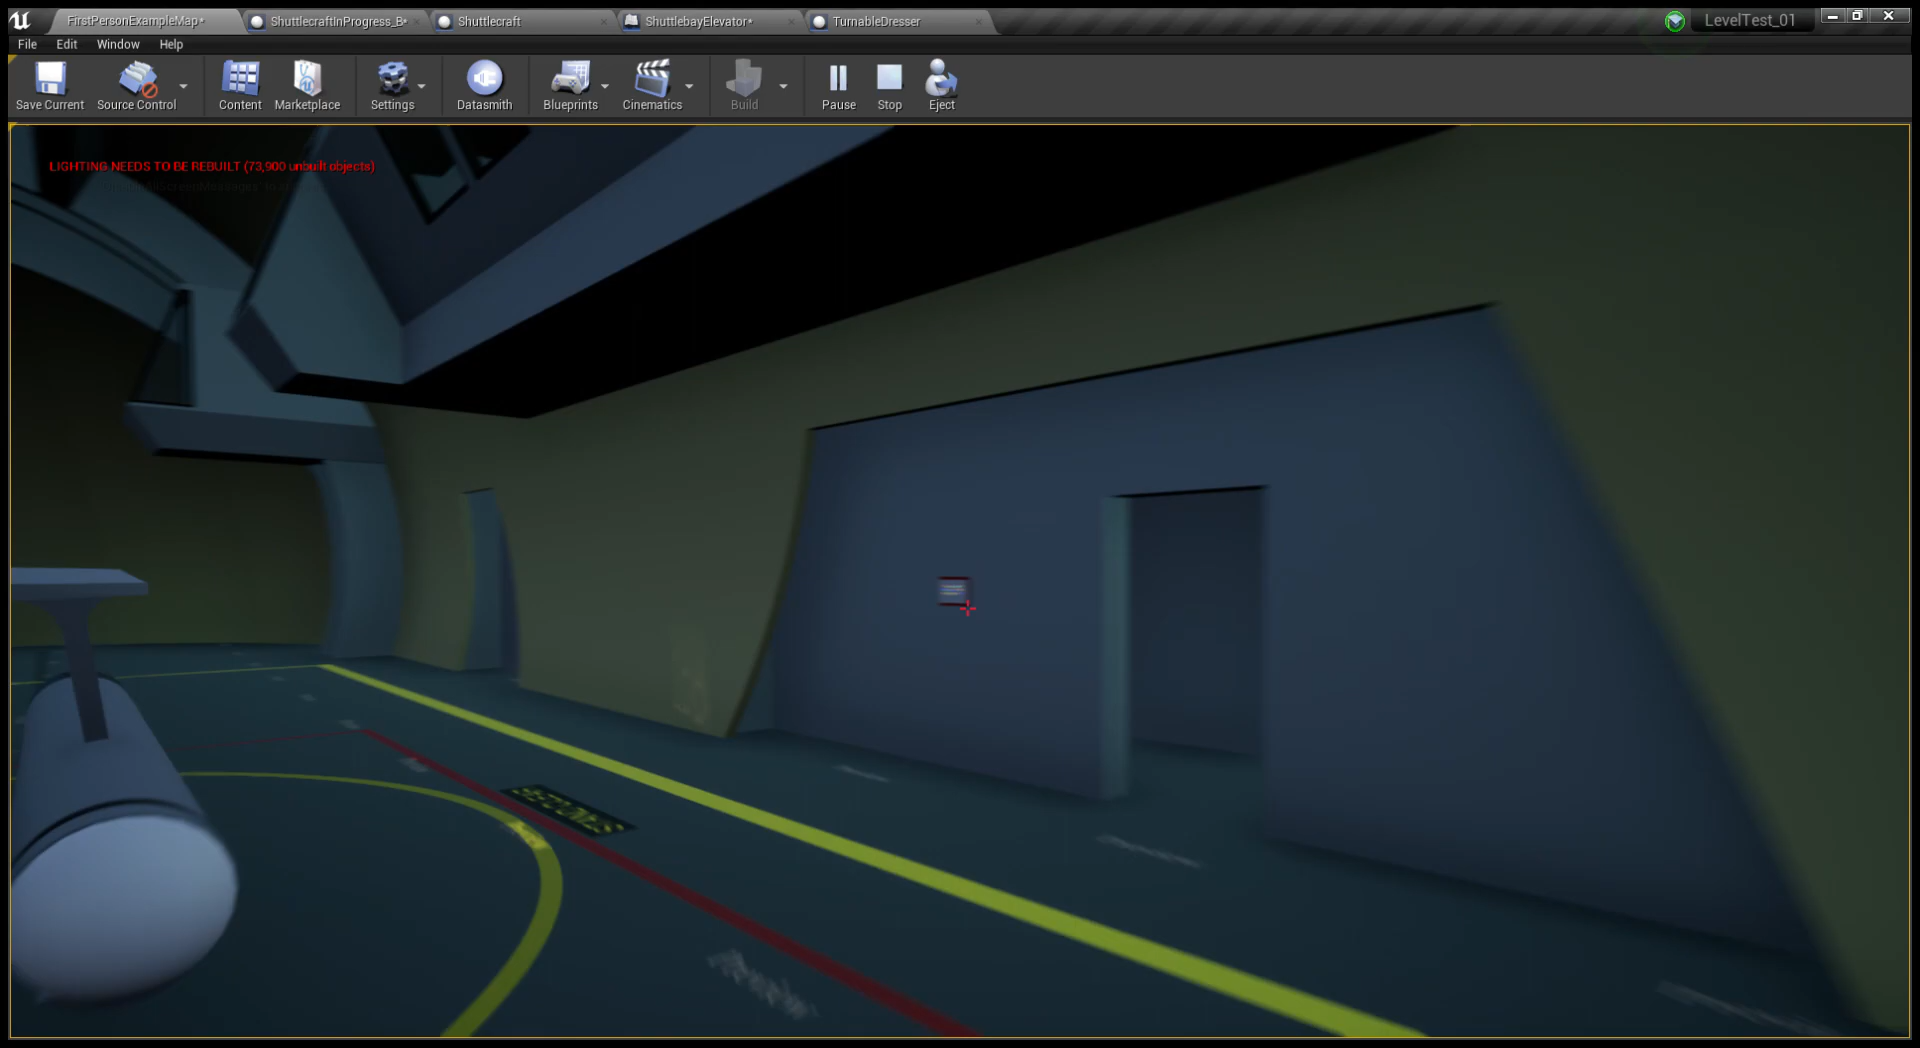 FirstPersonExampleMap*
ShuttlecraftInProgress_B*
Shuttlecraft
ShuttlebayElevator*
TurnableDresser
LevelTest_01
File Edit Window Help
Save Current
Source Control
Content
Marketplace
Settings
Datasmith
Blueprints
Cinematics
Build
Pause
Stop
Eject
LIGHTING NEEDS TO BE REBUILT (73,900 unbuilt objects)